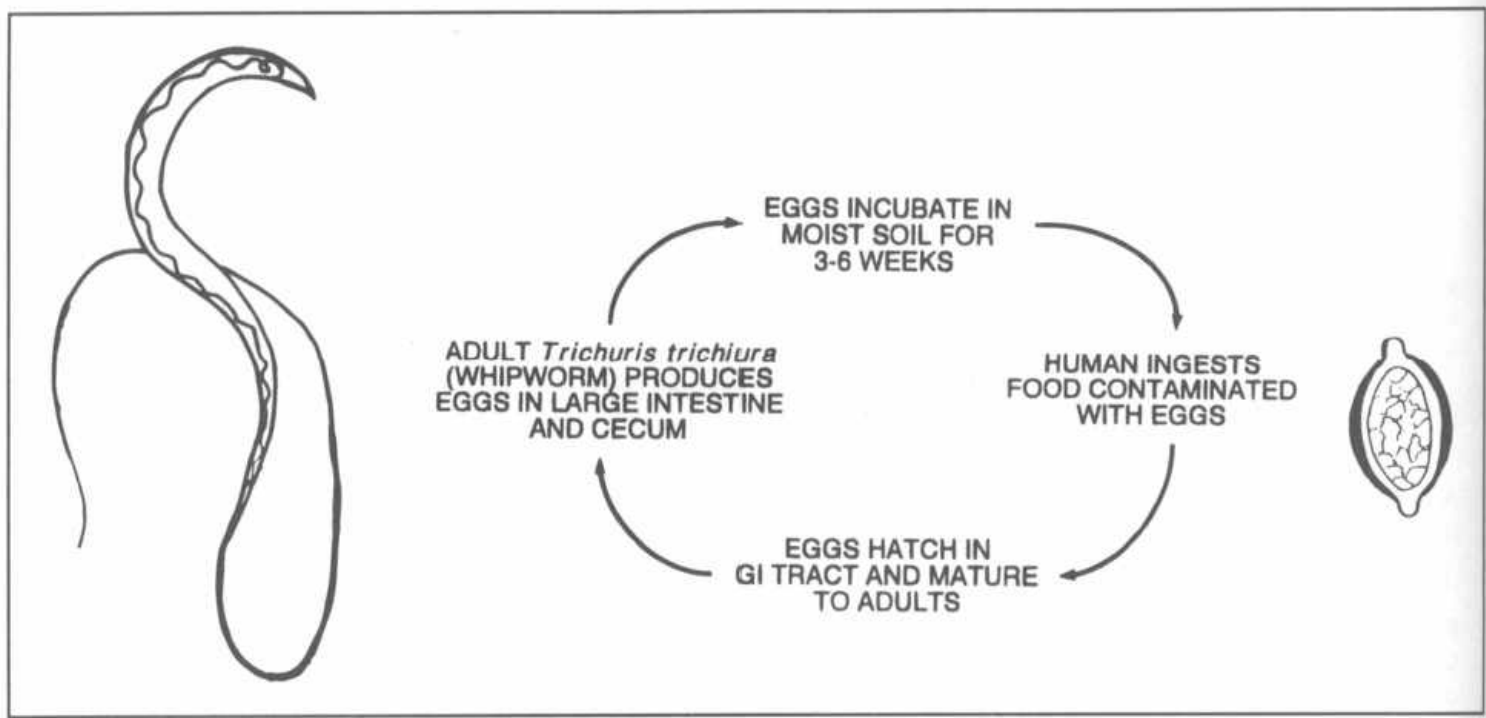 EGGS INCUBATE IN
MOIST SOIL FOR
3-6 WEEKS
HUMAN INGESTS
FOOD CONTAMINATED
WITH EGGS
EGGS HATCH IN
GI TRACT AND MATURE
TO ADULTS
ADULT Trichuris trichiura
(WHIPWORM) PRODUCES
EGGS IN LARGE INTESTINE
AND CECUM